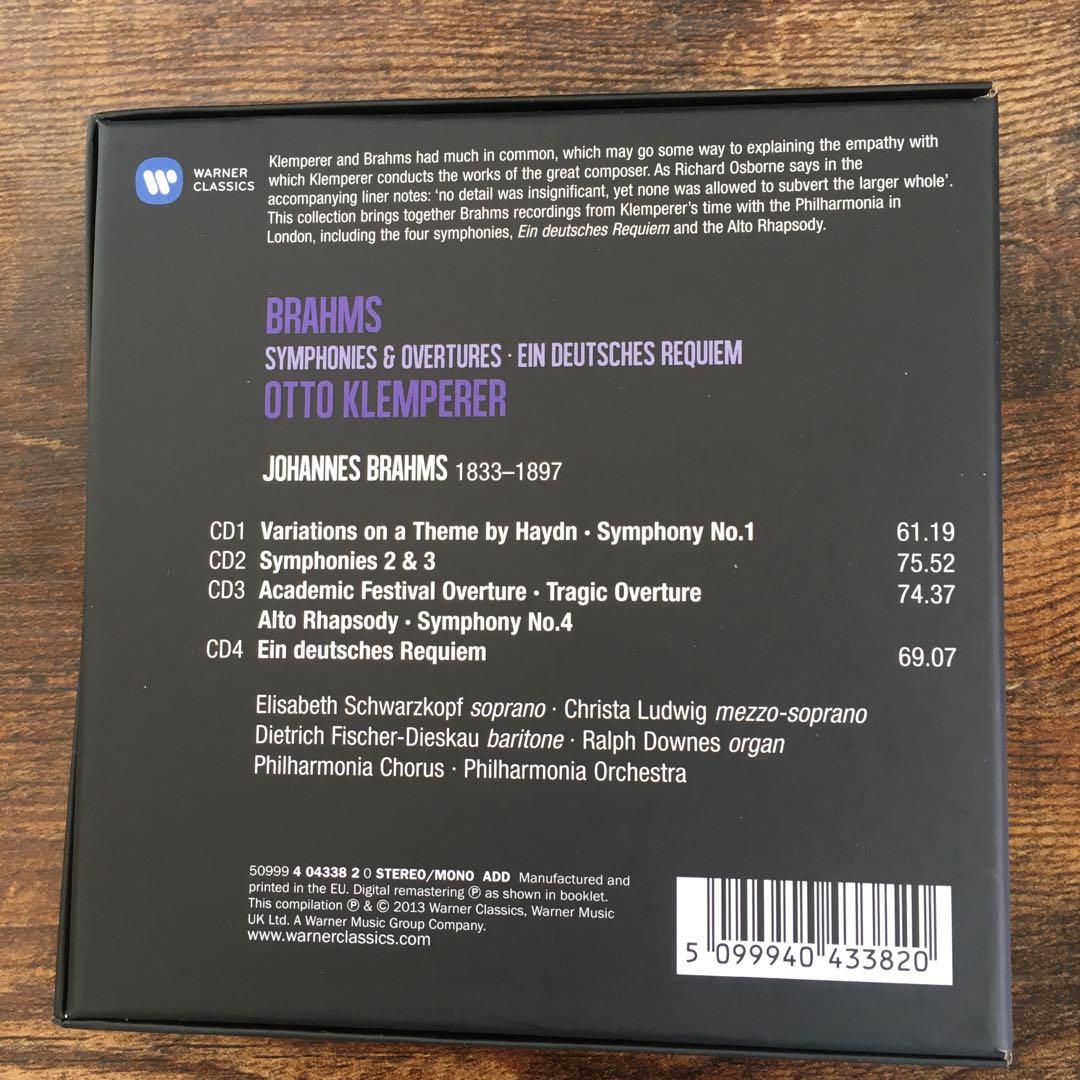 WARNER
CLASSICS
Klemperer and Brahms had much in common, which may go some way to explaining the empathy with
which Klemperer conducts the works of the great composer. As Richard Osborne says in the
accompanying liner notes: ‘no detail was insignificant, yet none was allowed to subvert the larger whole’.
This collection brings together Brahms recordings from Klemperer’s time with the Philharmonia in
London, including the four symphonies, Ein deutsches Requiem and the Alto Rhapsody.
BRAHMS
SYMPHONIES & OVERTURES · EIN DEUTSCHES REQUIEM
OTTO KLEMPERER
JOHANNES BRAHMS 1833–1897
CD1 Variations on a Theme by Haydn · Symphony No.1 61.19
CD2 Symphonies 2 & 3 75.52
CD3 Academic Festival Overture · Tragic Overture 74.37
Alto Rhapsody · Symphony No.4
CD4 Ein deutsches Requiem 69.07
Elisabeth Schwarzkopf soprano · Christa Ludwig mezzo-soprano
Dietrich Fischer-Dieskau baritone · Ralph Downes organ
Philharmonia Chorus · Philharmonia Orchestra
50999 4 04338 2 0 STEREO/MONO ADD Manufactured and
printed in the EU. Digital remastering ℗ as shown in booklet.
This compilation ℗ & © 2013 Warner Classics, Warner Music
UK Ltd. A Warner Music Group Company.
www.warnerclassics.com
5 099940 433820